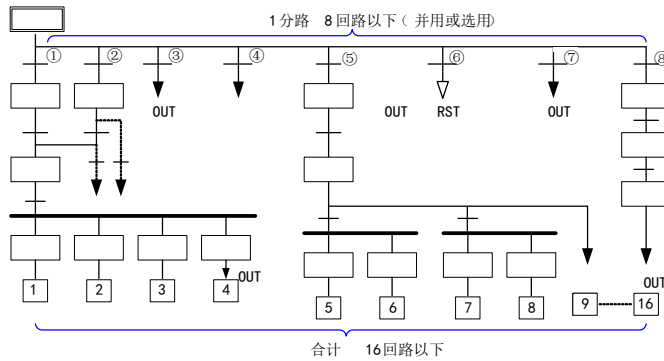 1分路 8回路以下(并用或选用)
① ② ③ ④ ⑤ ⑥ ⑦ ⑧
OUT OUT RST OUT
OUT OUT
1 2 3 4 5 6 7 8 9 16
合计 16回路以下